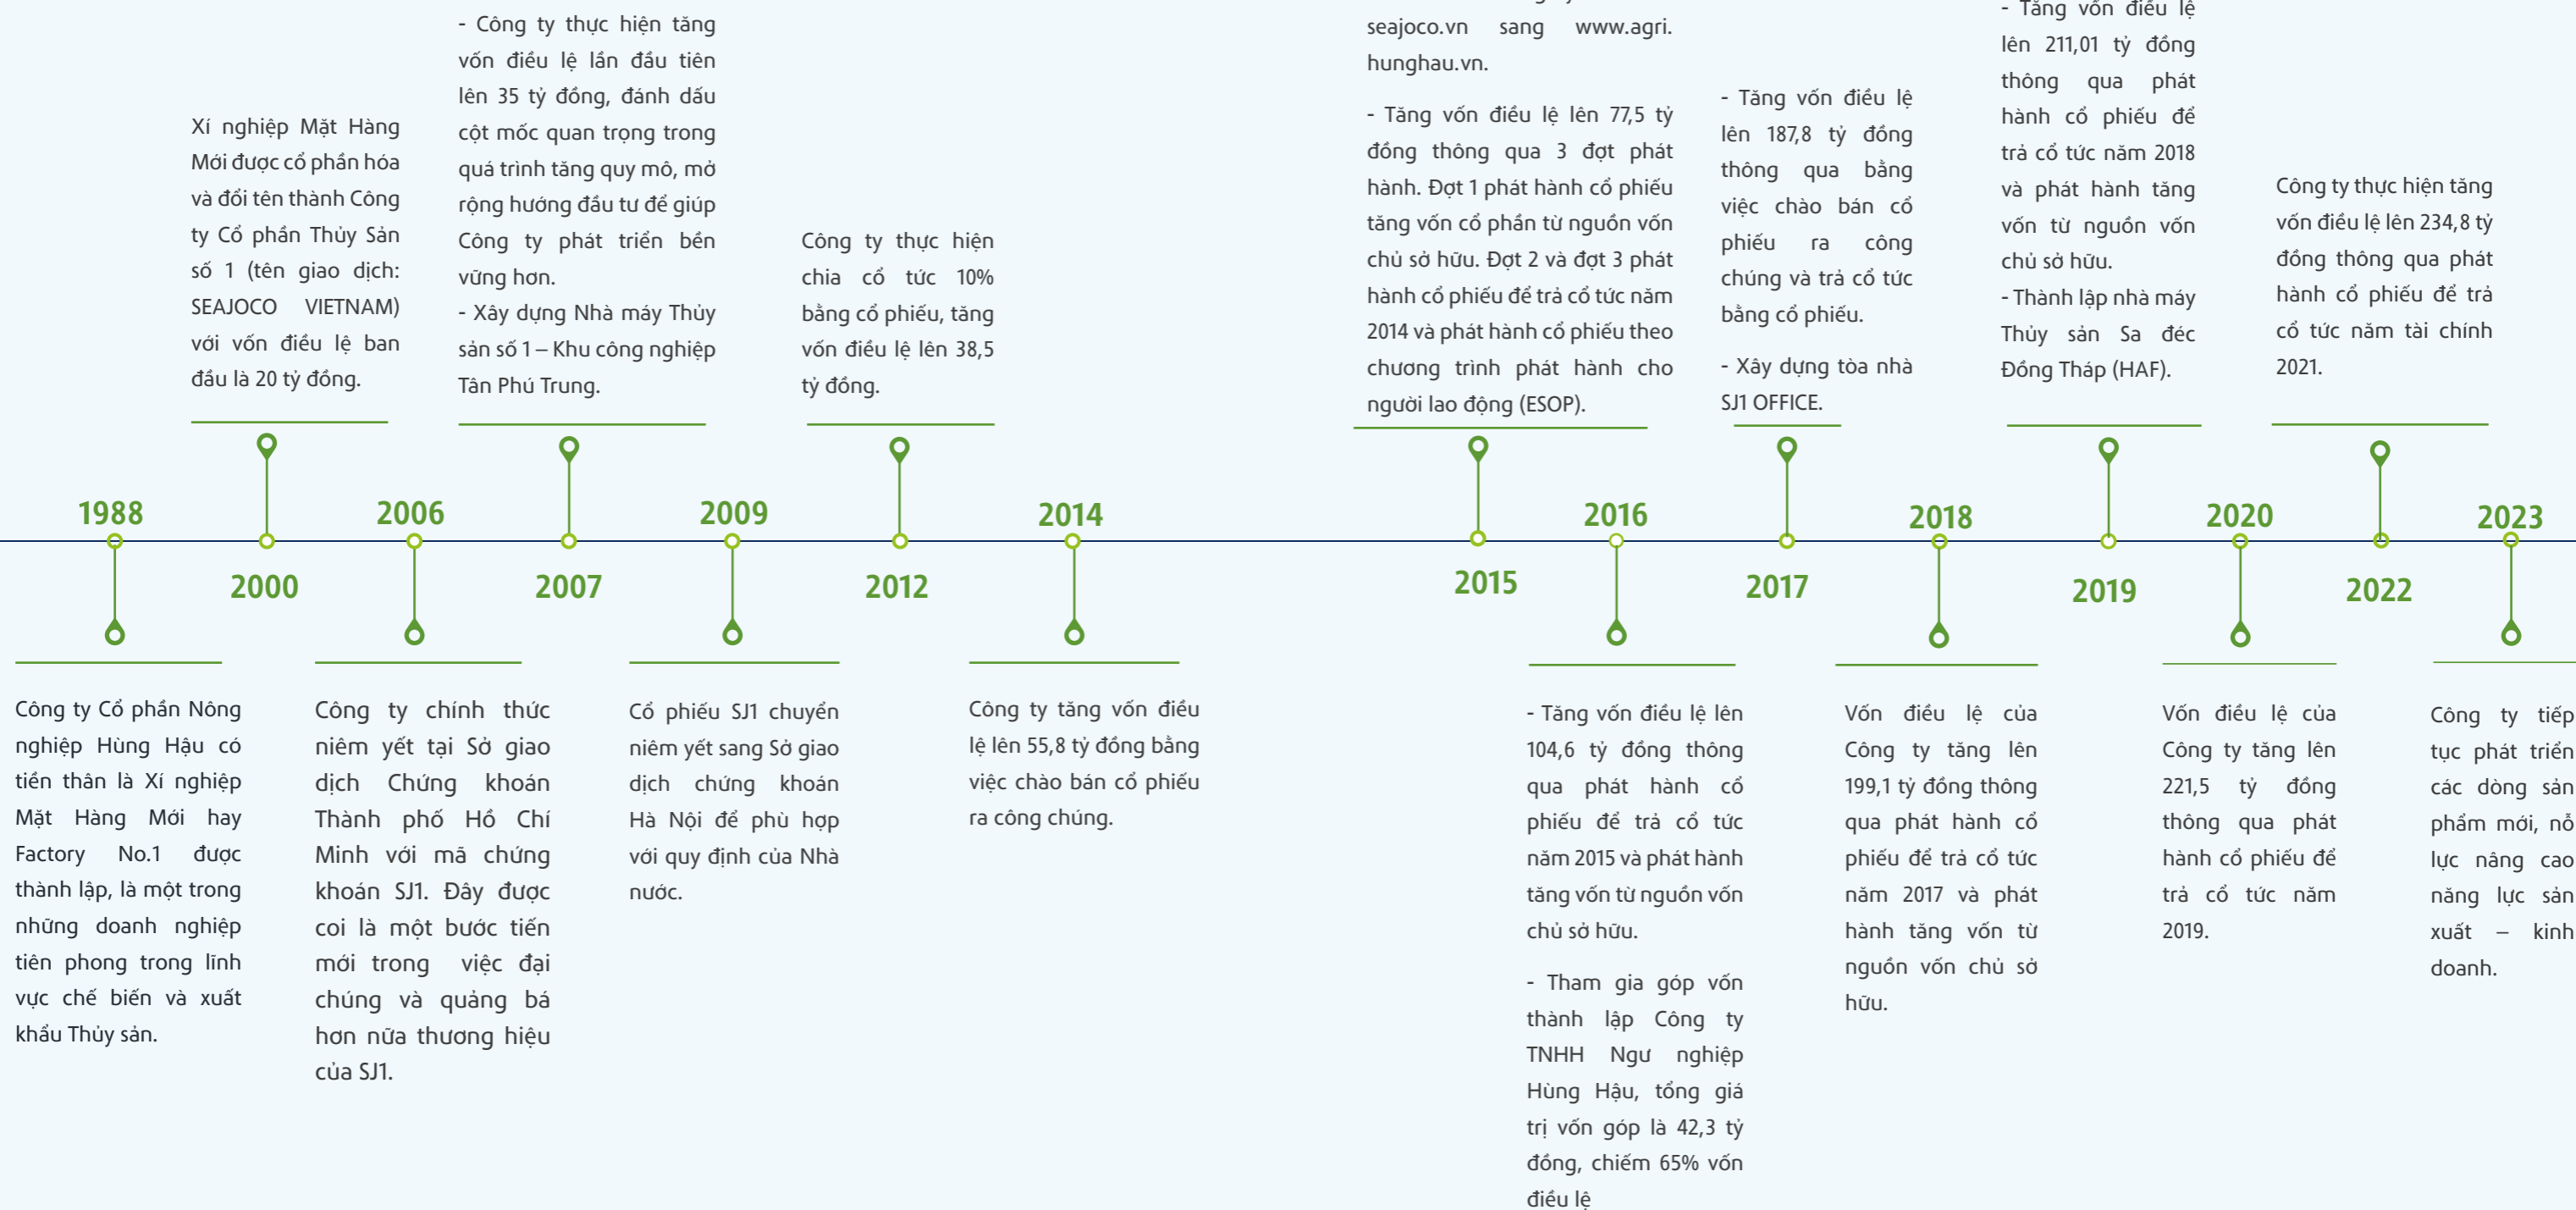 - Công ty thực hiện tăng
vốn điều lệ lần đầu tiên
lên 35 tỷ đồng, đánh dấu
cột mốc quan trọng trong
quá trình tăng quy mô, mở
rộng hướng đầu tư để giúp
Công ty phát triển bền
vững hơn.
- Xây dựng Nhà máy Thủy
sản số 1 – Khu công nghiệp
Tân Phú Trung.
Xí nghiệp Mặt Hàng
Mới được cổ phần hóa
và đổi tên thành Công
ty Cổ phần Thủy Sản
số 1 (tên giao dịch:
SEAJOCO VIETNAM)
với vốn điều lệ ban
đầu là 20 tỷ đồng.
Công ty thực hiện
chia cổ tức 10%
bằng cổ phiếu, tăng
vốn điều lệ lên 38,5
tỷ đồng.
seajoco.vn sang www.agri.
hunghau.vn.
- Tăng vốn điều lệ lên 77,5 tỷ
đồng thông qua 3 đợt phát
hành. Đợt 1 phát hành cổ phiếu
tăng vốn cổ phần từ nguồn vốn
chủ sở hữu. Đợt 2 và đợt 3 phát
hành cổ phiếu để trả cổ tức năm
2014 và phát hành cổ phiếu theo
chương trình phát hành cho
người lao động (ESOP).
- Tăng vốn điều lệ
lên 187,8 tỷ đồng
thông qua bằng
việc chào bán cổ
phiếu ra công
chúng và trả cổ tức
bằng cổ phiếu.
- Xây dựng tòa nhà
SJ1 OFFICE.
- Tăng vốn điều lệ
lên 211,01 tỷ đồng
thông qua phát
hành cổ phiếu để
trả cổ tức năm 2018
và phát hành tăng
vốn từ nguồn vốn
chủ sở hữu.
- Thành lập nhà máy
Thủy sản Sa đéc
Đồng Tháp (HAF).
Công ty thực hiện tăng
vốn điều lệ lên 234,8 tỷ
đồng thông qua phát
hành cổ phiếu để trả
cổ tức năm tài chính
2021.
1988
2006
2009
2014
2016
2018
2020
2023
2000
2007
2012
2015
2017
2019
2022
Công ty Cổ phần Nông
nghiệp Hùng Hậu có
tiền thân là Xí nghiệp
Mặt Hàng Mới hay
Factory No.1 được
thành lập, là một trong
những doanh nghiệp
tiên phong trong lĩnh
vực chế biến và xuất
khẩu Thủy sản.
Công ty chính thức
niêm yết tại Sở giao
dịch Chứng khoán
Thành phố Hồ Chí
Minh với mã chứng
khoán SJ1. Đây được
coi là một bước tiến
mới trong việc đại
chúng và quảng bá
hơn nữa thương hiệu
của SJ1.
Cổ phiếu SJ1 chuyển
niêm yết sang Sở giao
dịch chứng khoán
Hà Nội để phù hợp
với quy định của Nhà
nước.
Công ty tăng vốn điều
lệ lên 55,8 tỷ đồng bằng
việc chào bán cổ phiếu
ra công chúng.
- Tăng vốn điều lệ lên
104,6 tỷ đồng thông
qua phát hành cổ
phiếu để trả cổ tức
năm 2015 và phát hành
tăng vốn từ nguồn vốn
chủ sở hữu.
- Tham gia góp vốn
thành lập Công ty
TNHH Ngư nghiệp
Hùng Hậu, tổng giá
trị vốn góp là 42,3 tỷ
đồng, chiếm 65% vốn
điều lệ
Vốn điều lệ của
Công ty tăng lên
199,1 tỷ đồng thông
qua phát hành cổ
phiếu để trả cổ tức
năm 2017 và phát
hành tăng vốn từ
nguồn vốn chủ sở
hữu.
Vốn điều lệ của
Công ty tăng lên
221,5 tỷ đồng
thông qua phát
hành cổ phiếu để
trả cổ tức năm
2019.
Công ty tiếp
tục phát triển
các dòng sản
phẩm mới, nỗ
lực nâng cao
năng lực sản
xuất – kinh
doanh.